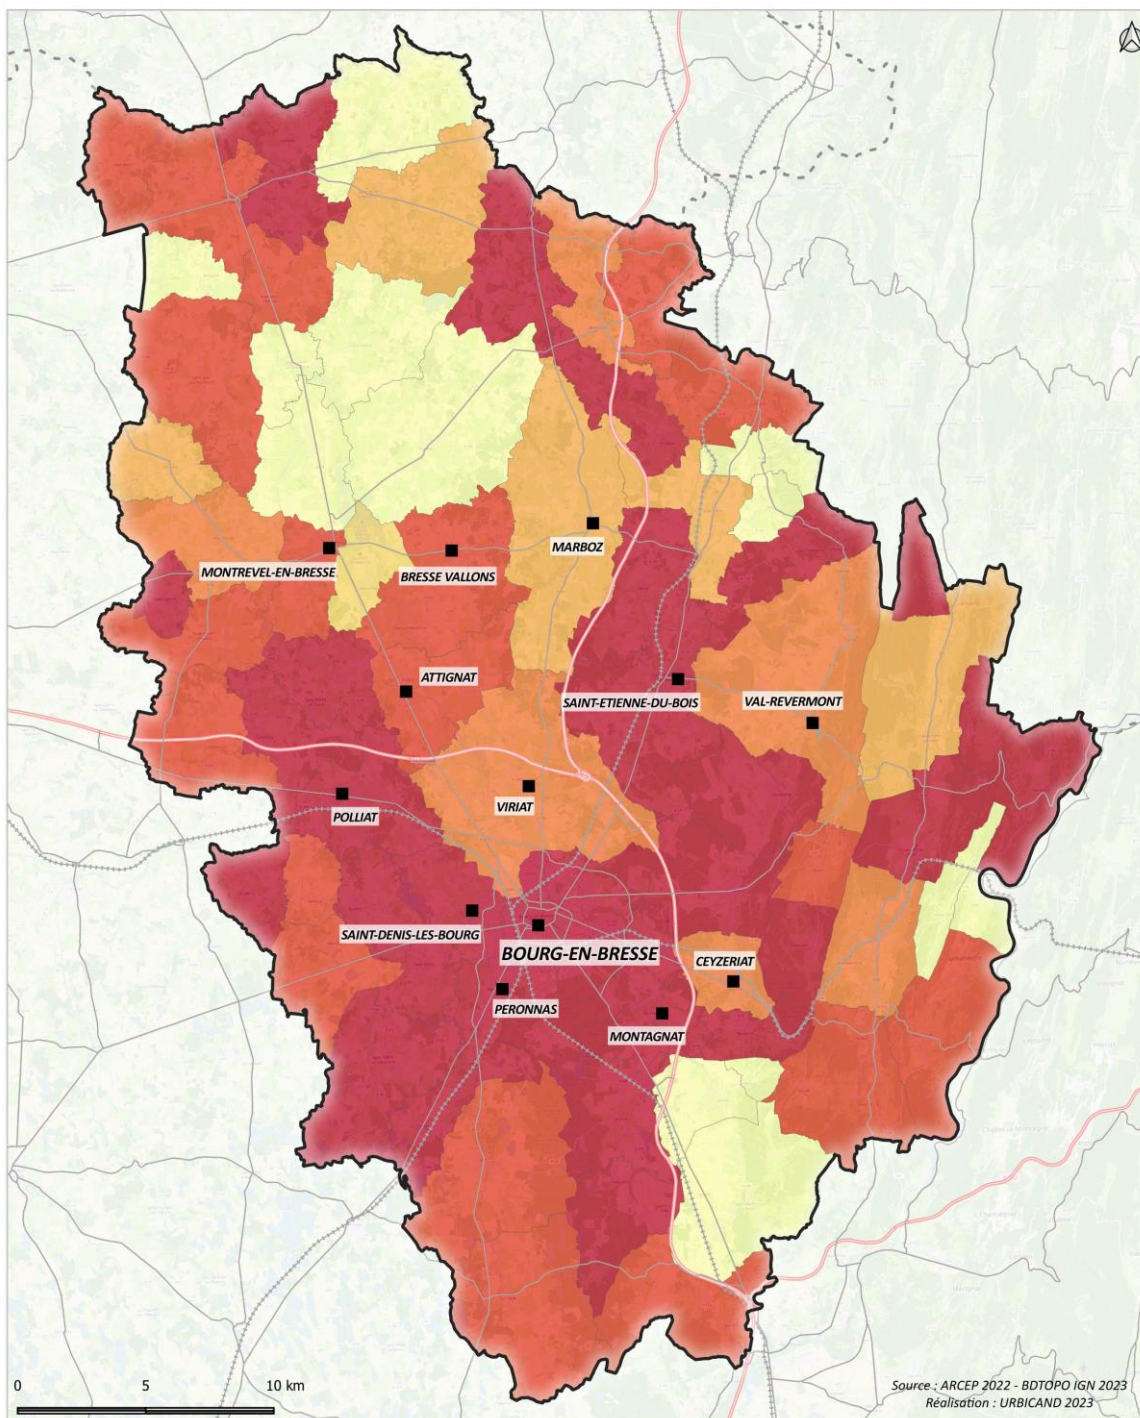 MARBOZ
MONTREVEL-EN-BRESSE
BRESSE VALLONS
ATTIGNAT
SAINT-ETIENNE-DU-BOIS
VAL-REVERMONT
VIRIAT
POLLIAT
SAINT-DENIS-LES-BOURG
BOURG-EN-BRESSE
CEYZERIAT
PERONNAS
MONTAGNAT
0 5 10 km
Source : ARCEP 2022 - BDTOPO IGN 2023
Réalisation : URBICAND 2023